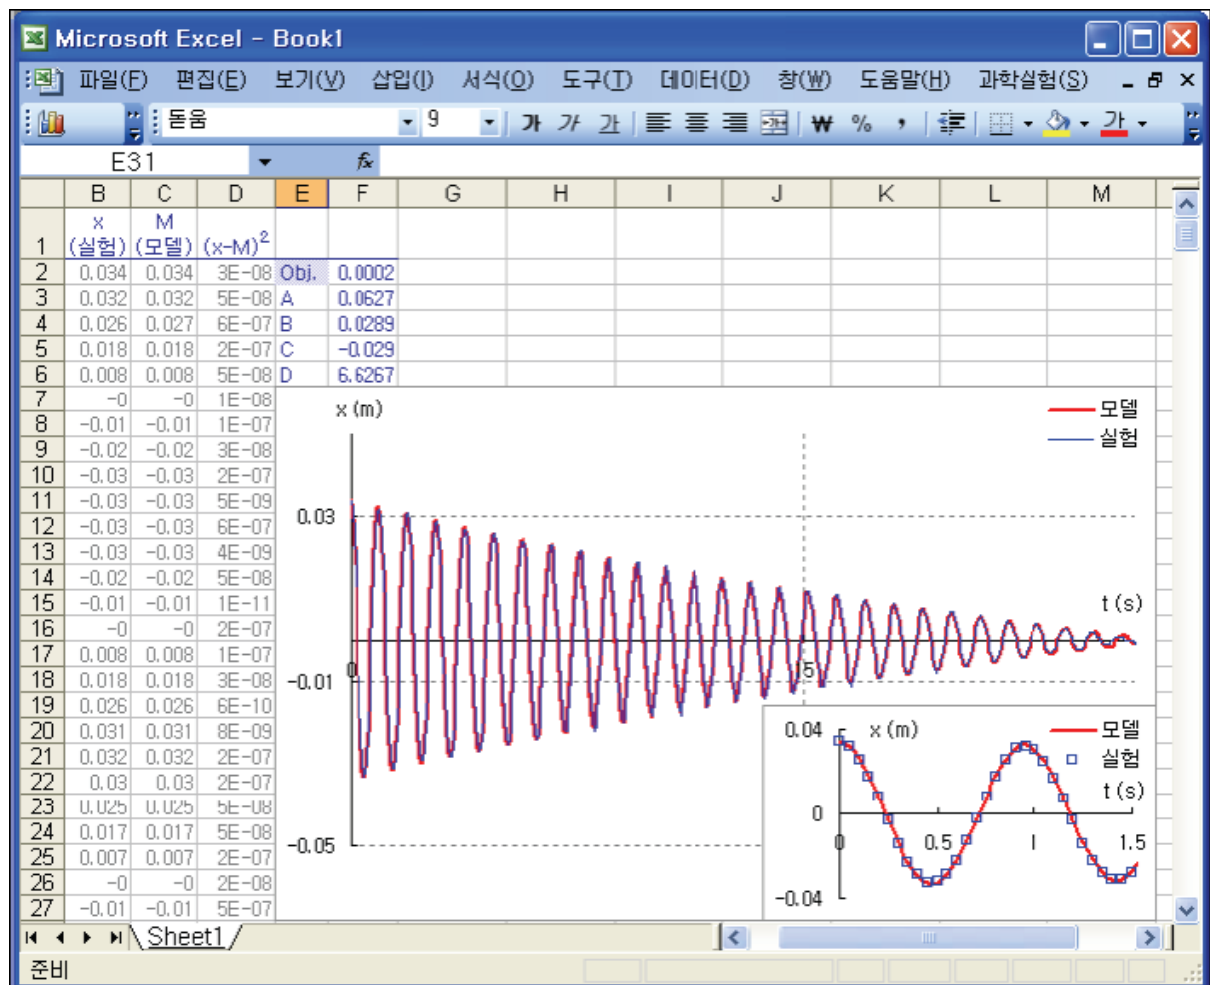 Microsoft Excel - Book1
파일(F) 편집(E) 보기(V) 삽입(I) 서식(O) 도구(T) 데이터(D) 창(W) 도움말(H) 과학실험(S)
돋움 9 가 가 가 ₩ % , 가
E31 fx
B C D E F G H I J K L M
x M
1 (실험) (모델) (x-M)²
2 0.034 0.034 3E-08 Obj. 0.0002
3 0.032 0.032 5E-08 A 0.0627
4 0.026 0.027 6E-07 B 0.0289
5 0.018 0.018 2E-07 C -0.029
6 0.008 0.008 5E-08 D 6.6267
7 -0 -0 1E-08
8 -0.01 -0.01 1E-07
9 -0.02 -0.02 3E-08
10 -0.03 -0.03 2E-07
11 -0.03 -0.03 5E-09
12 -0.03 -0.03 6E-07
13 -0.03 -0.03 4E-09
14 -0.02 -0.02 5E-08
15 -0.01 -0.01 1E-11
16 -0 -0 2E-07
17 0.008 0.008 1E-07
18 0.018 0.018 3E-08
19 0.026 0.026 6E-10
20 0.031 0.031 8E-09
21 0.032 0.032 2E-07
22 0.03 0.03 2E-07
23 0.025 0.025 5E-08
24 0.017 0.017 5E-08
25 0.007 0.007 2E-07
26 -0 -0 2E-08
27 -0.01 -0.01 5E-07
x (m)
모델
실험
0.03
t (s)
0 5
-0.01
-0.05
0.04 x (m) 모델
실험
t (s)
0
0 0.5 1 1.5
-0.04
Sheet1
준비